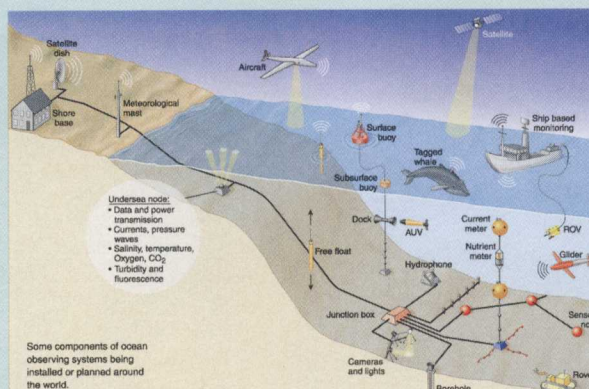 Satellite
dish
Satellite
Aircraft
Shore
base
Meteorological
mast
Surface
buoy
Ship based
monitoring
Tagged
whale
Subsurface
buoy
Undersea node:
• Data and power
transmission
• Currents, pressure
waves
• Salinity, temperature,
Oxygen, CO2
• Turbidity and
fluorescence
Dock
AUV
Current
meter
ROV
Free float
Nutrient
meter
Glider
Hydrophone
Junction box
Cameras
and lights
Some components of ocean
observing systems being
installed or planned around
the world.